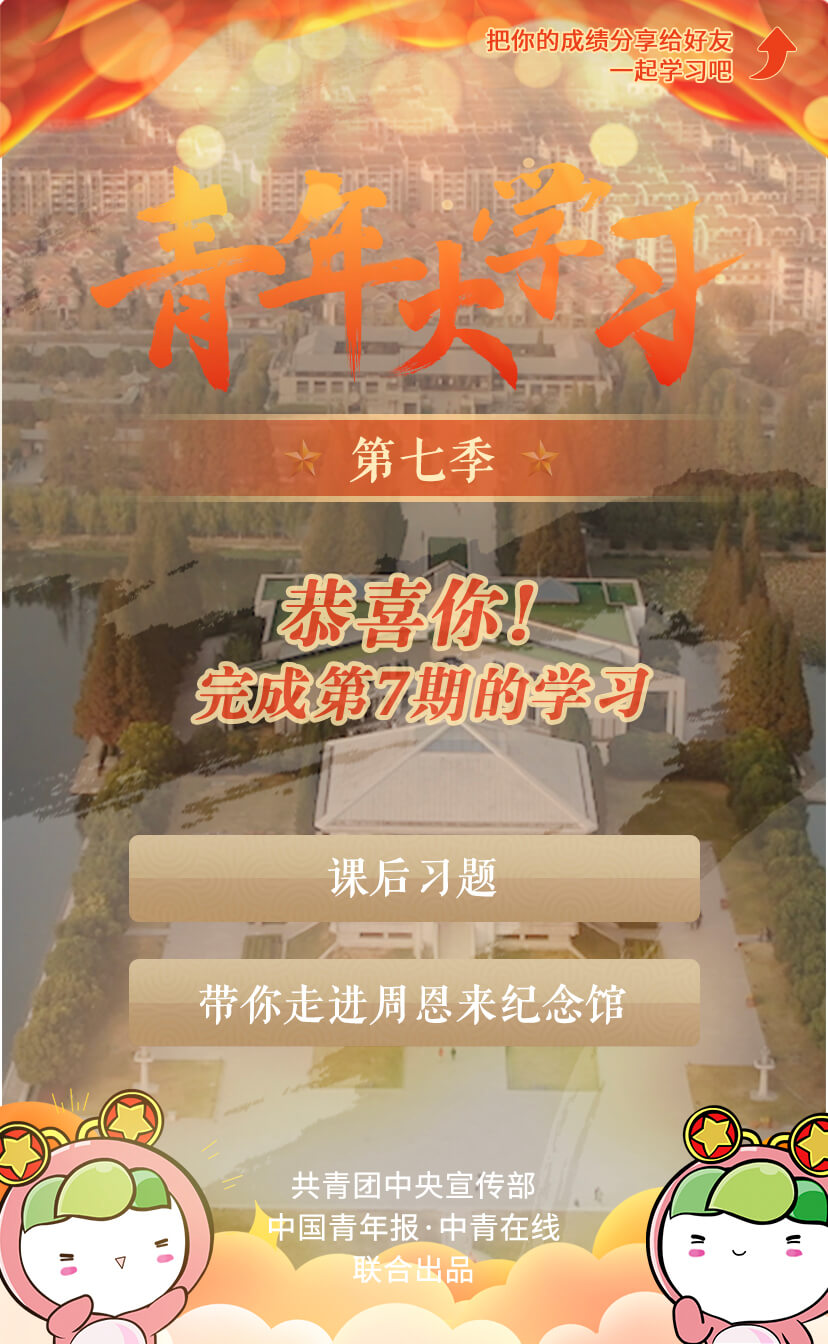 把你的成绩分享给好友
一起学习吧
青年大学习
第七季
恭喜你!
完成第7期的学习
课后习题
带你走进周恩来纪念馆
共青团中央宣传部
中国青年报·中青在线
联合出品